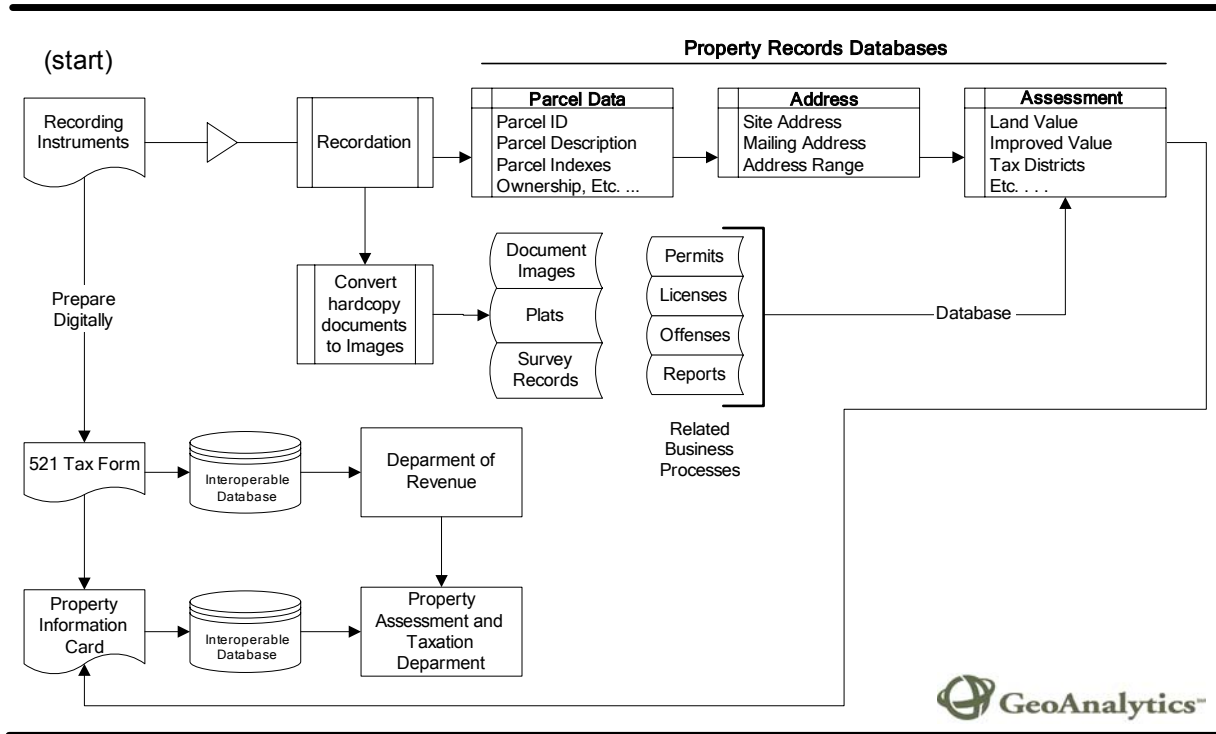 (start)
Property Records Databases
Recording
Instruments
Recordation
Parcel Data
Parcel ID
Parcel Description
Parcel Indexes
Ownership, Etc. ...
Address
Site Address
Mailing Address
Address Range
Assessment
Land Value
Improved Value
Tax Districts
Etc. . . .
Prepare
Digitally
Convert
hardcopy
documents
to Images
Document
Images
Plats
Survey
Records
Permits
Licenses
Offenses
Reports
Database
Related
Business
Processes
521 Tax Form
Interoperable
Database
Deparment of
Revenue
Property
Information
Card
Interoperable
Database
Property
Assessment and
Taxation
Deparment
GeoAnalytics℠